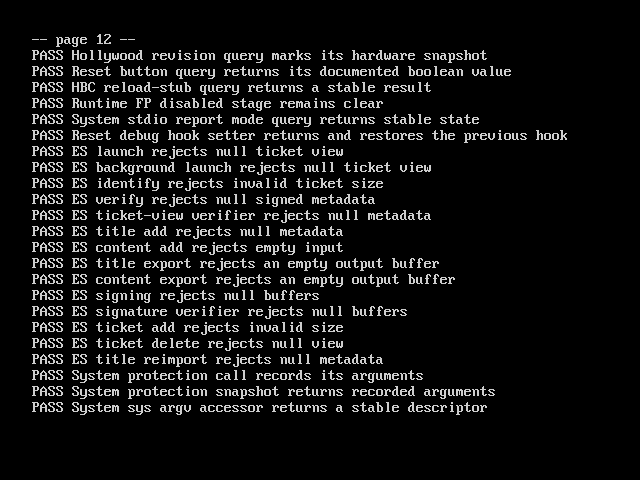 -- page 12 --
PASS Hollywood revision query marks its hardware snapshot
PASS Reset button query returns its documented boolean value
PASS HBC reload-stub query returns a stable result
PASS Runtime FP disabled stage remains clear
PASS System stdio report mode query returns stable state
PASS Reset debug hook setter returns and restores the previous hook
PASS ES launch rejects null ticket view
PASS ES background launch rejects null ticket view
PASS ES identify rejects invalid ticket size
PASS ES verify rejects null signed metadata
PASS ES ticket-view verifier rejects null metadata
PASS ES title add rejects null metadata
PASS ES content add rejects empty input
PASS ES title export rejects an empty output buffer
PASS ES content export rejects an empty output buffer
PASS ES signing rejects null buffers
PASS ES signature verifier rejects null buffers
PASS ES ticket add rejects invalid size
PASS ES ticket delete rejects null view
PASS ES title reimport rejects null metadata
PASS System protection call records its arguments
PASS System protection snapshot returns recorded arguments
PASS System sys argv accessor returns a stable descriptor